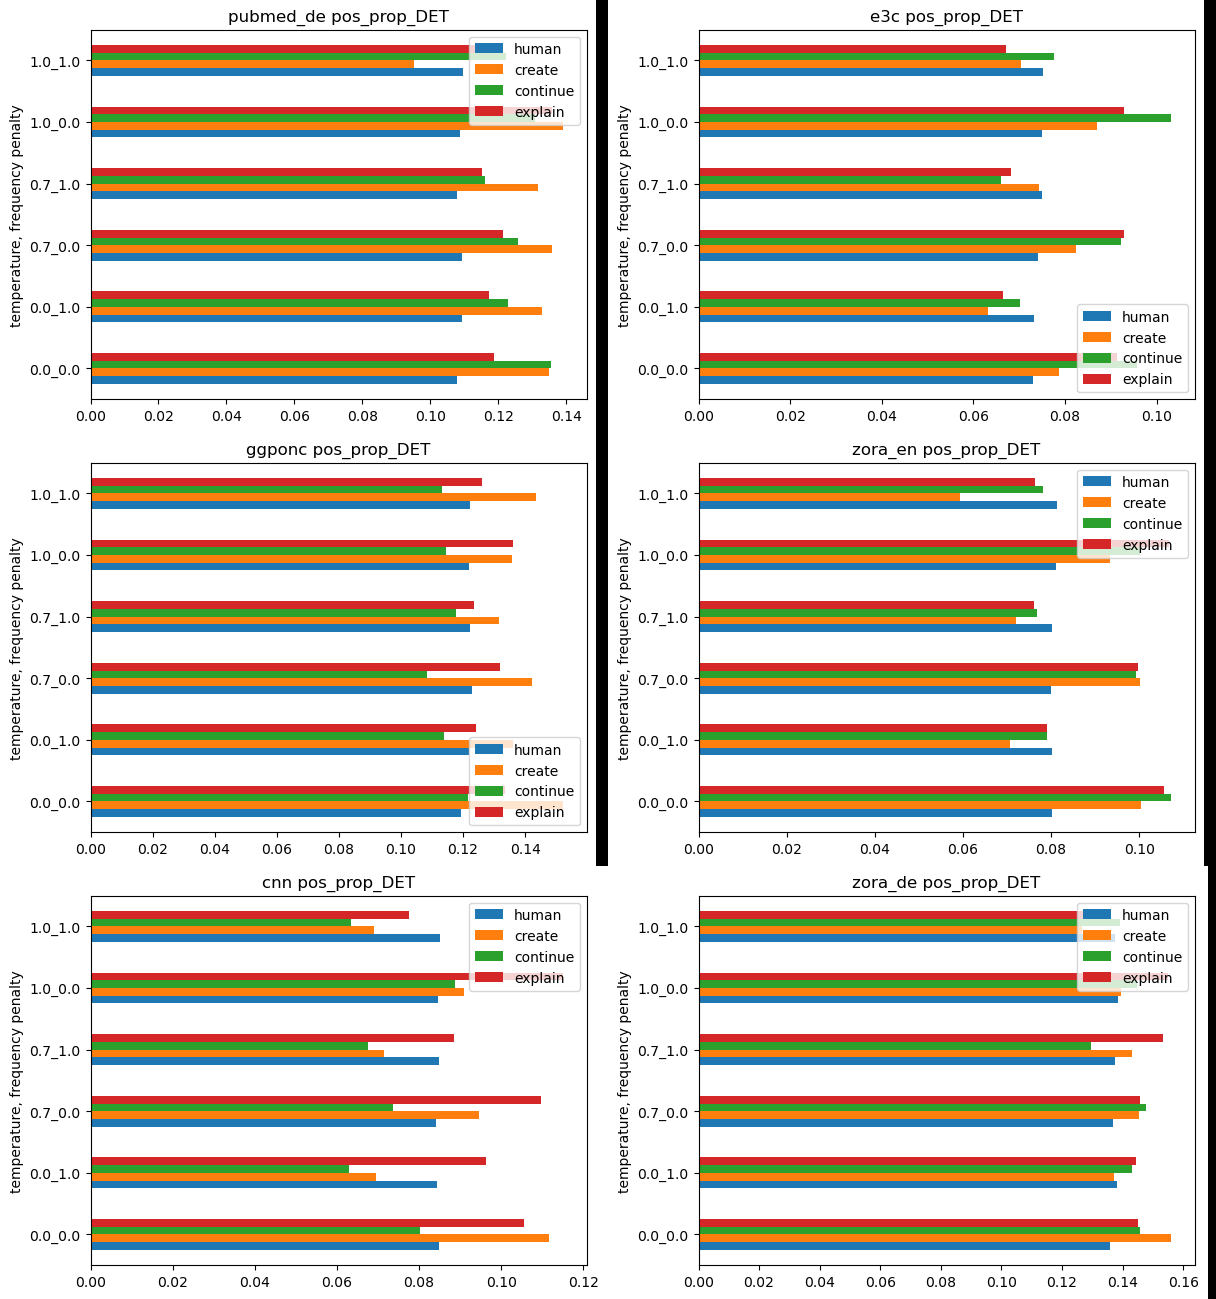 pubmed_de pos_prop_DET
temperature, frequency penalty
1.0_1.0
1.0_0.0
0.7_1.0
0.7_0.0
0.0_1.0
0.0_0.0
0.00 0.02 0.04 0.06 0.08 0.10 0.12 0.14
human
create
continue
explain
e3c pos_prop_DET
temperature, frequency penalty
1.0_1.0
1.0_0.0
0.7_1.0
0.7_0.0
0.0_1.0
0.0_0.0
0.00 0.02 0.04 0.06 0.08 0.10
human
create
continue
explain
ggponc pos_prop_DET
temperature, frequency penalty
1.0_1.0
1.0_0.0
0.7_1.0
0.7_0.0
0.0_1.0
0.0_0.0
0.00 0.02 0.04 0.06 0.08 0.10 0.12 0.14
human
create
continue
explain
zora_en pos_prop_DET
temperature, frequency penalty
1.0_1.0
1.0_0.0
0.7_1.0
0.7_0.0
0.0_1.0
0.0_0.0
0.00 0.02 0.04 0.06 0.08 0.10
human
create
continue
explain
cnn pos_prop_DET
temperature, frequency penalty
1.0_1.0
1.0_0.0
0.7_1.0
0.7_0.0
0.0_1.0
0.0_0.0
0.00 0.02 0.04 0.06 0.08 0.10 0.12
human
create
continue
explain
zora_de pos_prop_DET
temperature, frequency penalty
1.0_1.0
1.0_0.0
0.7_1.0
0.7_0.0
0.0_1.0
0.0_0.0
0.00 0.02 0.04 0.06 0.08 0.10 0.12 0.14 0.16
human
create
continue
explain